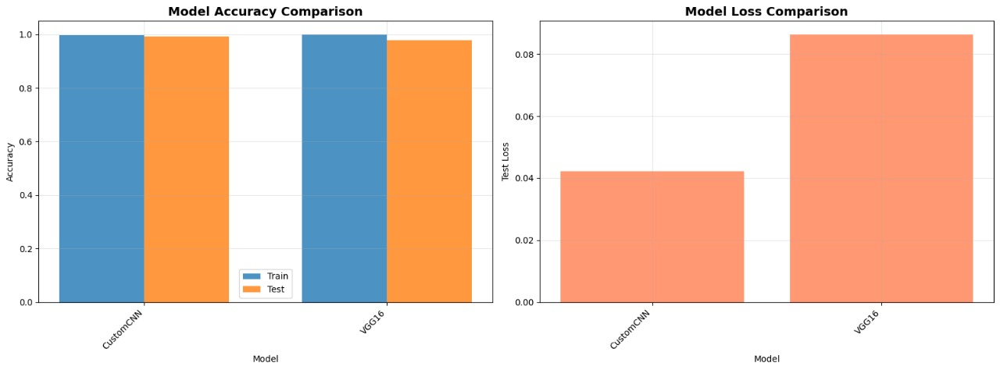 Model Accuracy Comparison
Accuracy
1.0
0.8
0.6
0.4
0.2
0.0
Train
Test
CustomCNN
VGG16
Model
Model Loss Comparison
Test Loss
0.08
0.06
0.04
0.02
0.00
CustomCNN
VGG16
Model